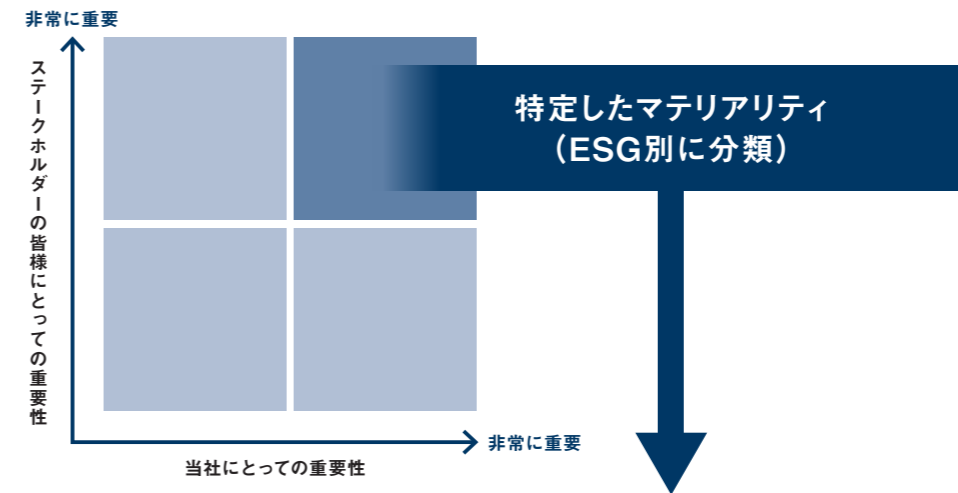 非常に重要
ステークホルダーの皆様にとっての重要性
特定したマテリアリティ
（ESG別に分類）
非常に重要
当社にとっての重要性